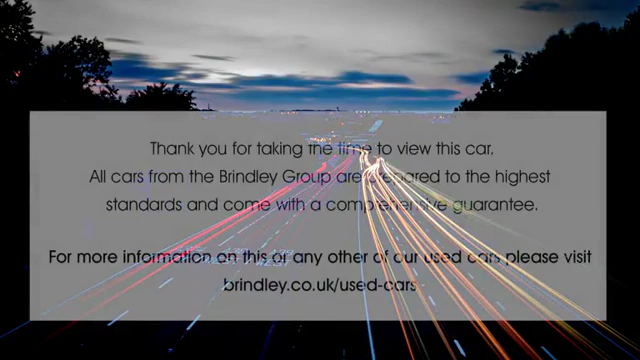 Thank you for taking the time to view this car.
All cars from the Brindley Group are prepared to the highest
standards and come with a comprehensive guarantee.
For more information on this or any other of our used cars please visit
brindley.co.uk/used-cars